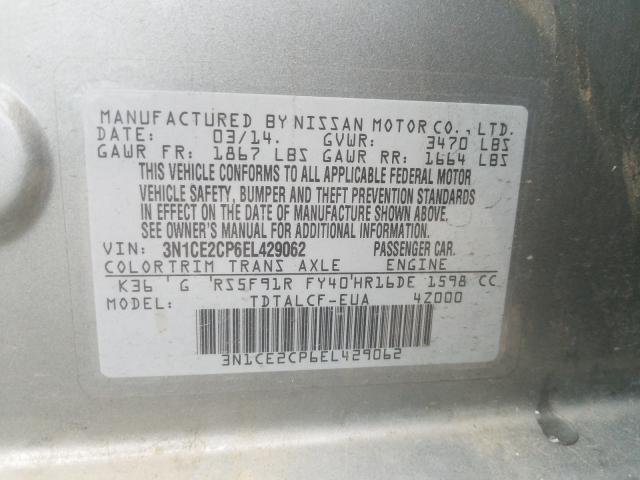 MANUFACTURED BY NISSAN MOTOR CO., LTD.
DATE: 03/14. GVWR: 3470 LBS
GAWR FR: 1867 LBS GAWR RR: 1664 LBS
THIS VEHICLE CONFORMS TO ALL APPLICABLE FEDERAL MOTOR
VEHICLE SAFETY, BUMPER AND THEFT PREVENTION STANDARDS
IN EFFECT ON THE DATE OF MANUFACTURE SHOWN ABOVE.
SEE OWNER'S MANUAL FOR ADDITIONAL INFORMATION.
VIN: 3N1CE2CP6EL429062 PASSENGER CAR.
COLOR TRIM TRANS AXLE ENGINE
K36 'G 'RS5F91R FY40'HR16DE 1598 CC
MODEL TDTALCF-EUA 4Z000
3N1CE2CP6EL429062